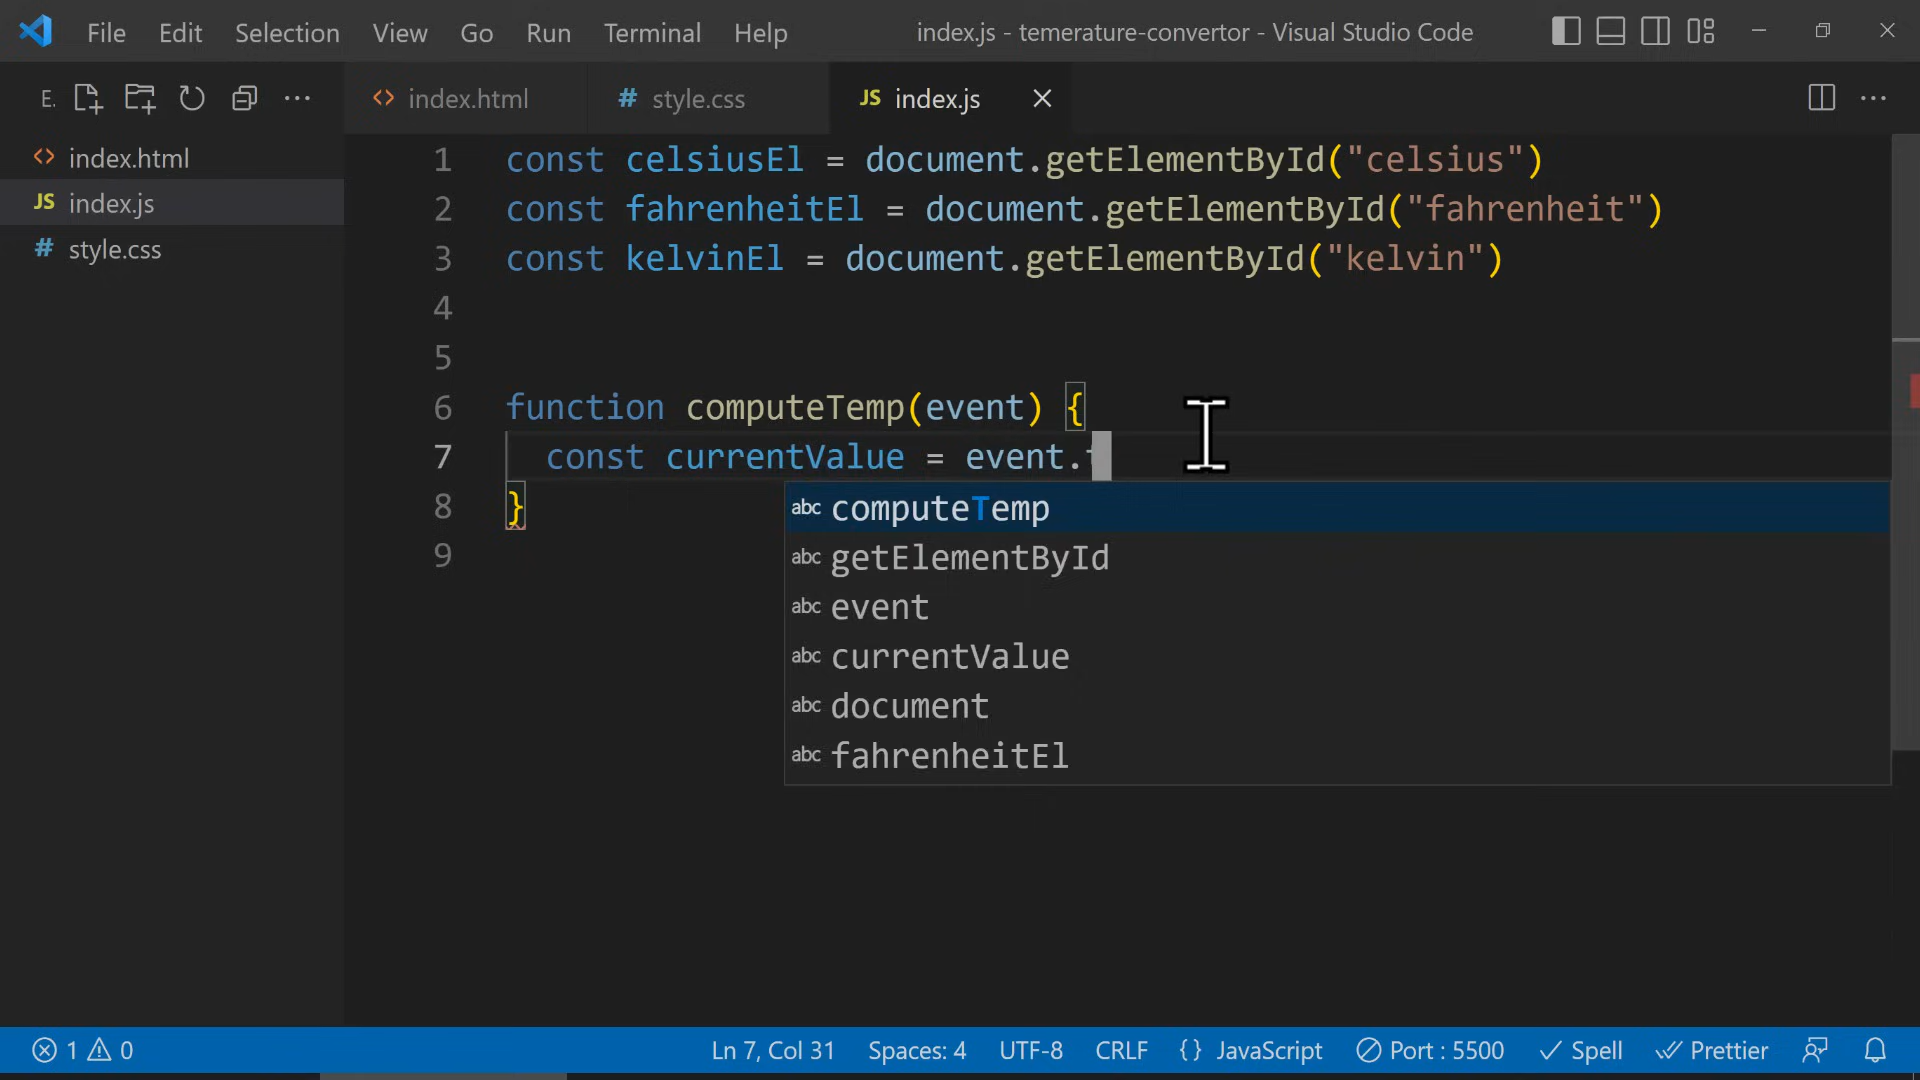 File Edit Selection View Go Run Terminal Help index.js - temerature-convertor - Visual Studio Code
E. index.html style.css JS index.js
index.html
JS index.js
style.css
1 const celsiusEl = document.getElementById("celsius")
2 const fahrenheitEl = document.getElementById("fahrenheit")
3 const kelvinEl = document.getElementById("kelvin")
4
5
6 function computeTemp(event) {
7 const currentValue = event.t
8 }
9
abc computeTemp
abc getElementById
abc event
abc currentValue
abc document
abc fahrenheitEl
1 0 Ln 7, Col 31 Spaces: 4 UTF-8 CRLF {} JavaScript Port : 5500 Spell Prettier